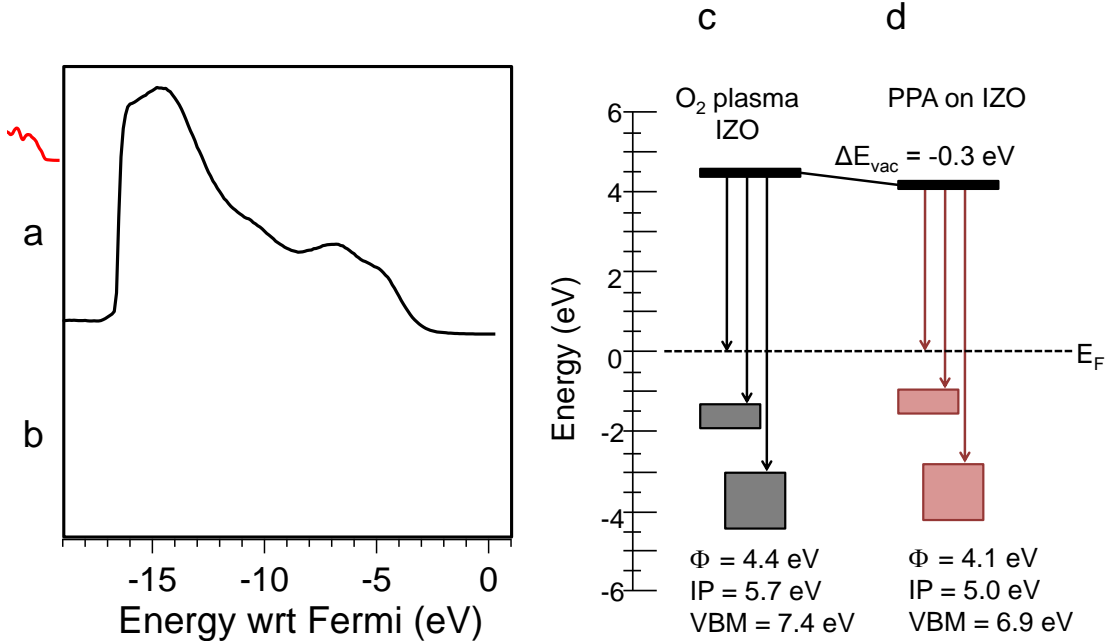 a
b
-15
-10
-5
0
Energy wrt Fermi (eV)
c
d
O₂ plasma
IZO
PPA on IZO
ΔE_vac = -0.3 eV
6
4
2
0
-2
-4
-6
Energy (eV)
E_F
Φ = 4.4 eV
IP = 5.7 eV
VBM = 7.4 eV
Φ = 4.1 eV
IP = 5.0 eV
VBM = 6.9 eV